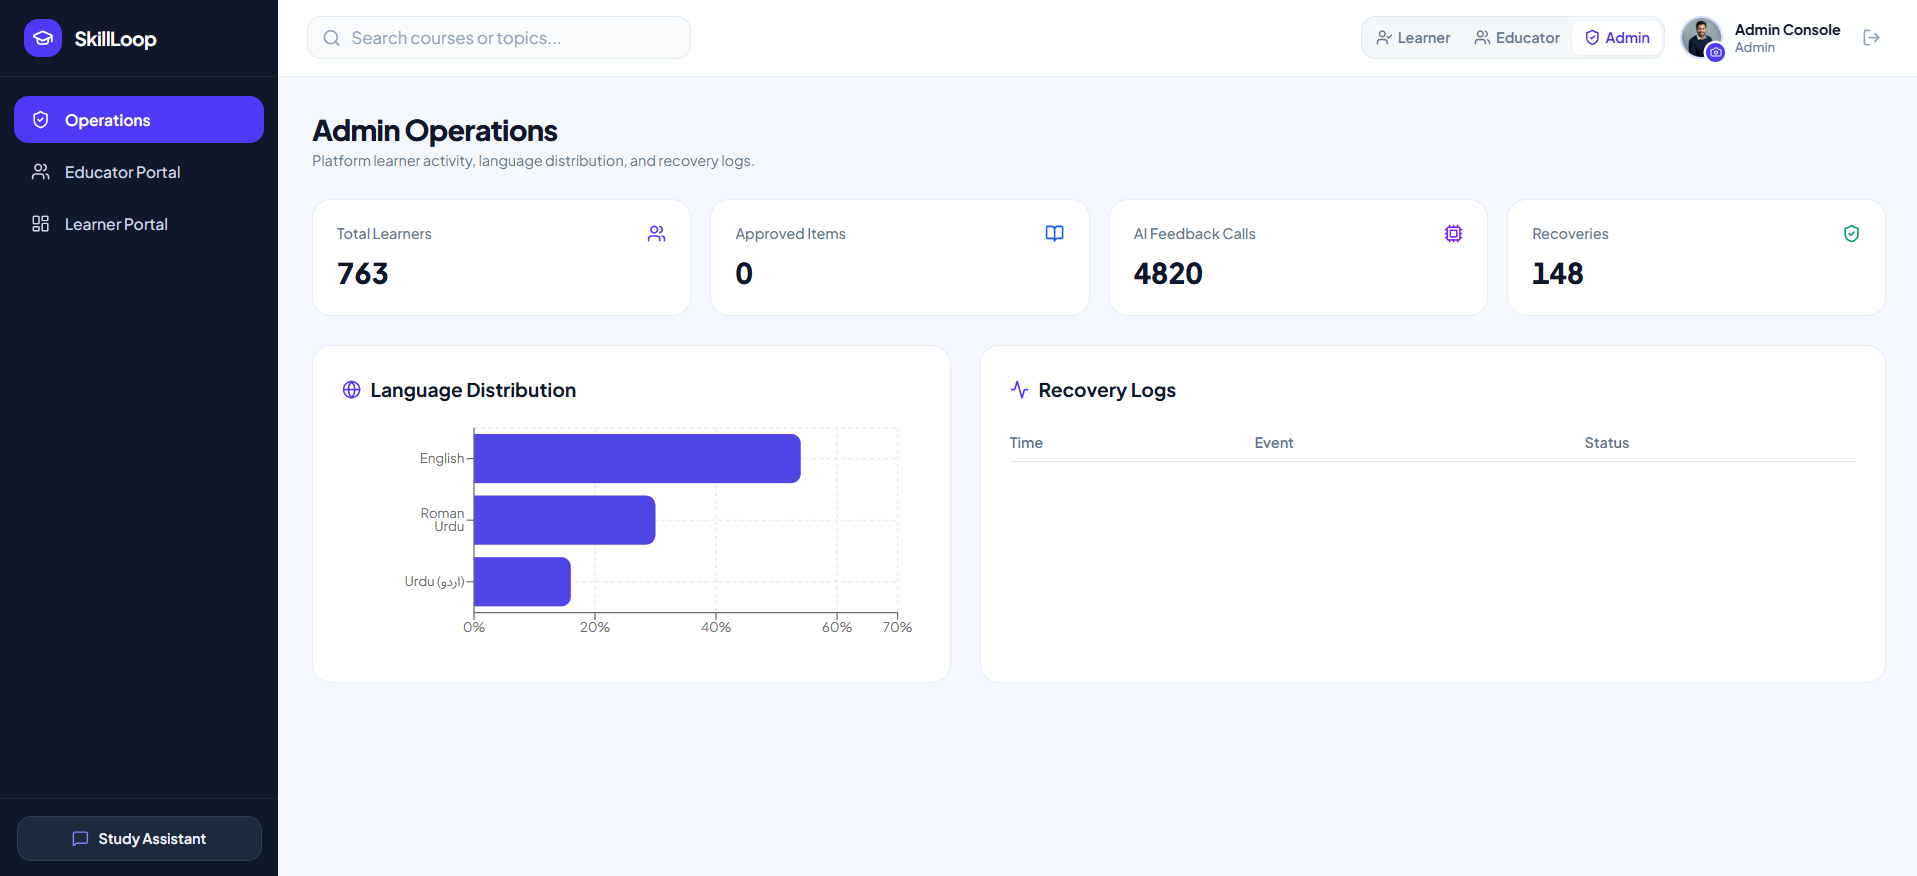 SkillLoop
Search courses or topics...
Learner
Educator
Admin
Admin Console
Admin
Operations
Educator Portal
Learner Portal
Study Assistant
Admin Operations
Platform learner activity, language distribution, and recovery logs.
Total Learners
763
Approved Items
0
AI Feedback Calls
4820
Recoveries
148
Language Distribution
English
Roman
Urdu
Urdu (اردو)
0%
20%
40%
60%
70%
Recovery Logs
Time
Event
Status